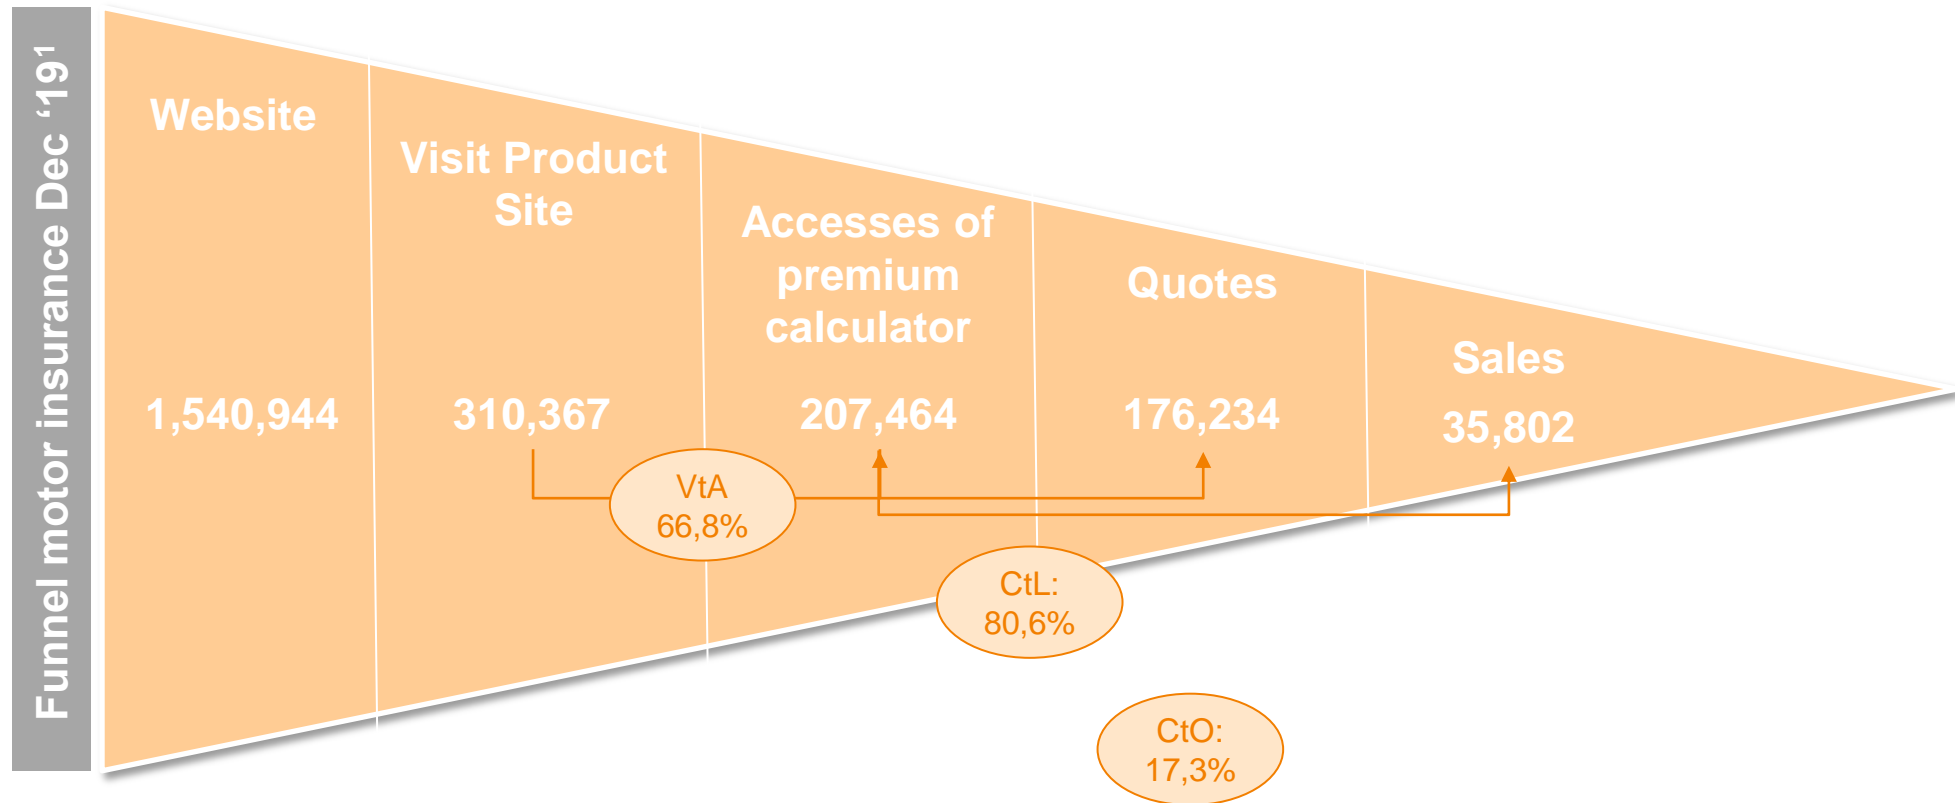 Funnel motor insurance Dec ‘19¹
Website
1,540,944
Visit Product
Site
310,367
Accesses of
premium
calculator
207,464
Quotes
176,234
Sales
35,802
VtA
66,8%
CtL:
80,6%
CtO:
17,3%